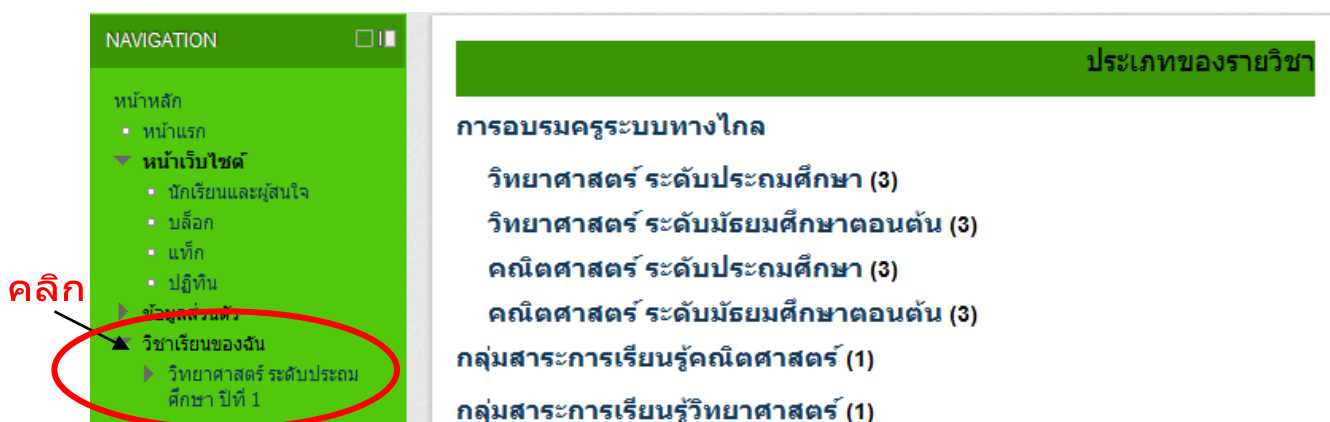 NAVIGATION
หน้าหลัก
หน้าแรก
หน้าเว็บไซต์
นักเรียนและผู้สนใจ
บล็อก
แท็ก
ปฏิทิน
ข้อมูลส่วนตัว
คลิก
วิชาเรียนของฉัน
วิทยาศาสตร์ ระดับประถม
ศึกษา ปีที่ 1
ประเภทของรายวิชา
การอบรมครูระบบทางไกล
วิทยาศาสตร์ ระดับประถมศึกษา (3)
วิทยาศาสตร์ ระดับมัธยมศึกษาตอนต้น (3)
คณิตศาสตร์ ระดับประถมศึกษา (3)
คณิตศาสตร์ ระดับมัธยมศึกษาตอนต้น (3)
กลุ่มสาระการเรียนรู้คณิตศาสตร์ (1)
กลุ่มสาระการเรียนรู้วิทยาศาสตร์ (1)